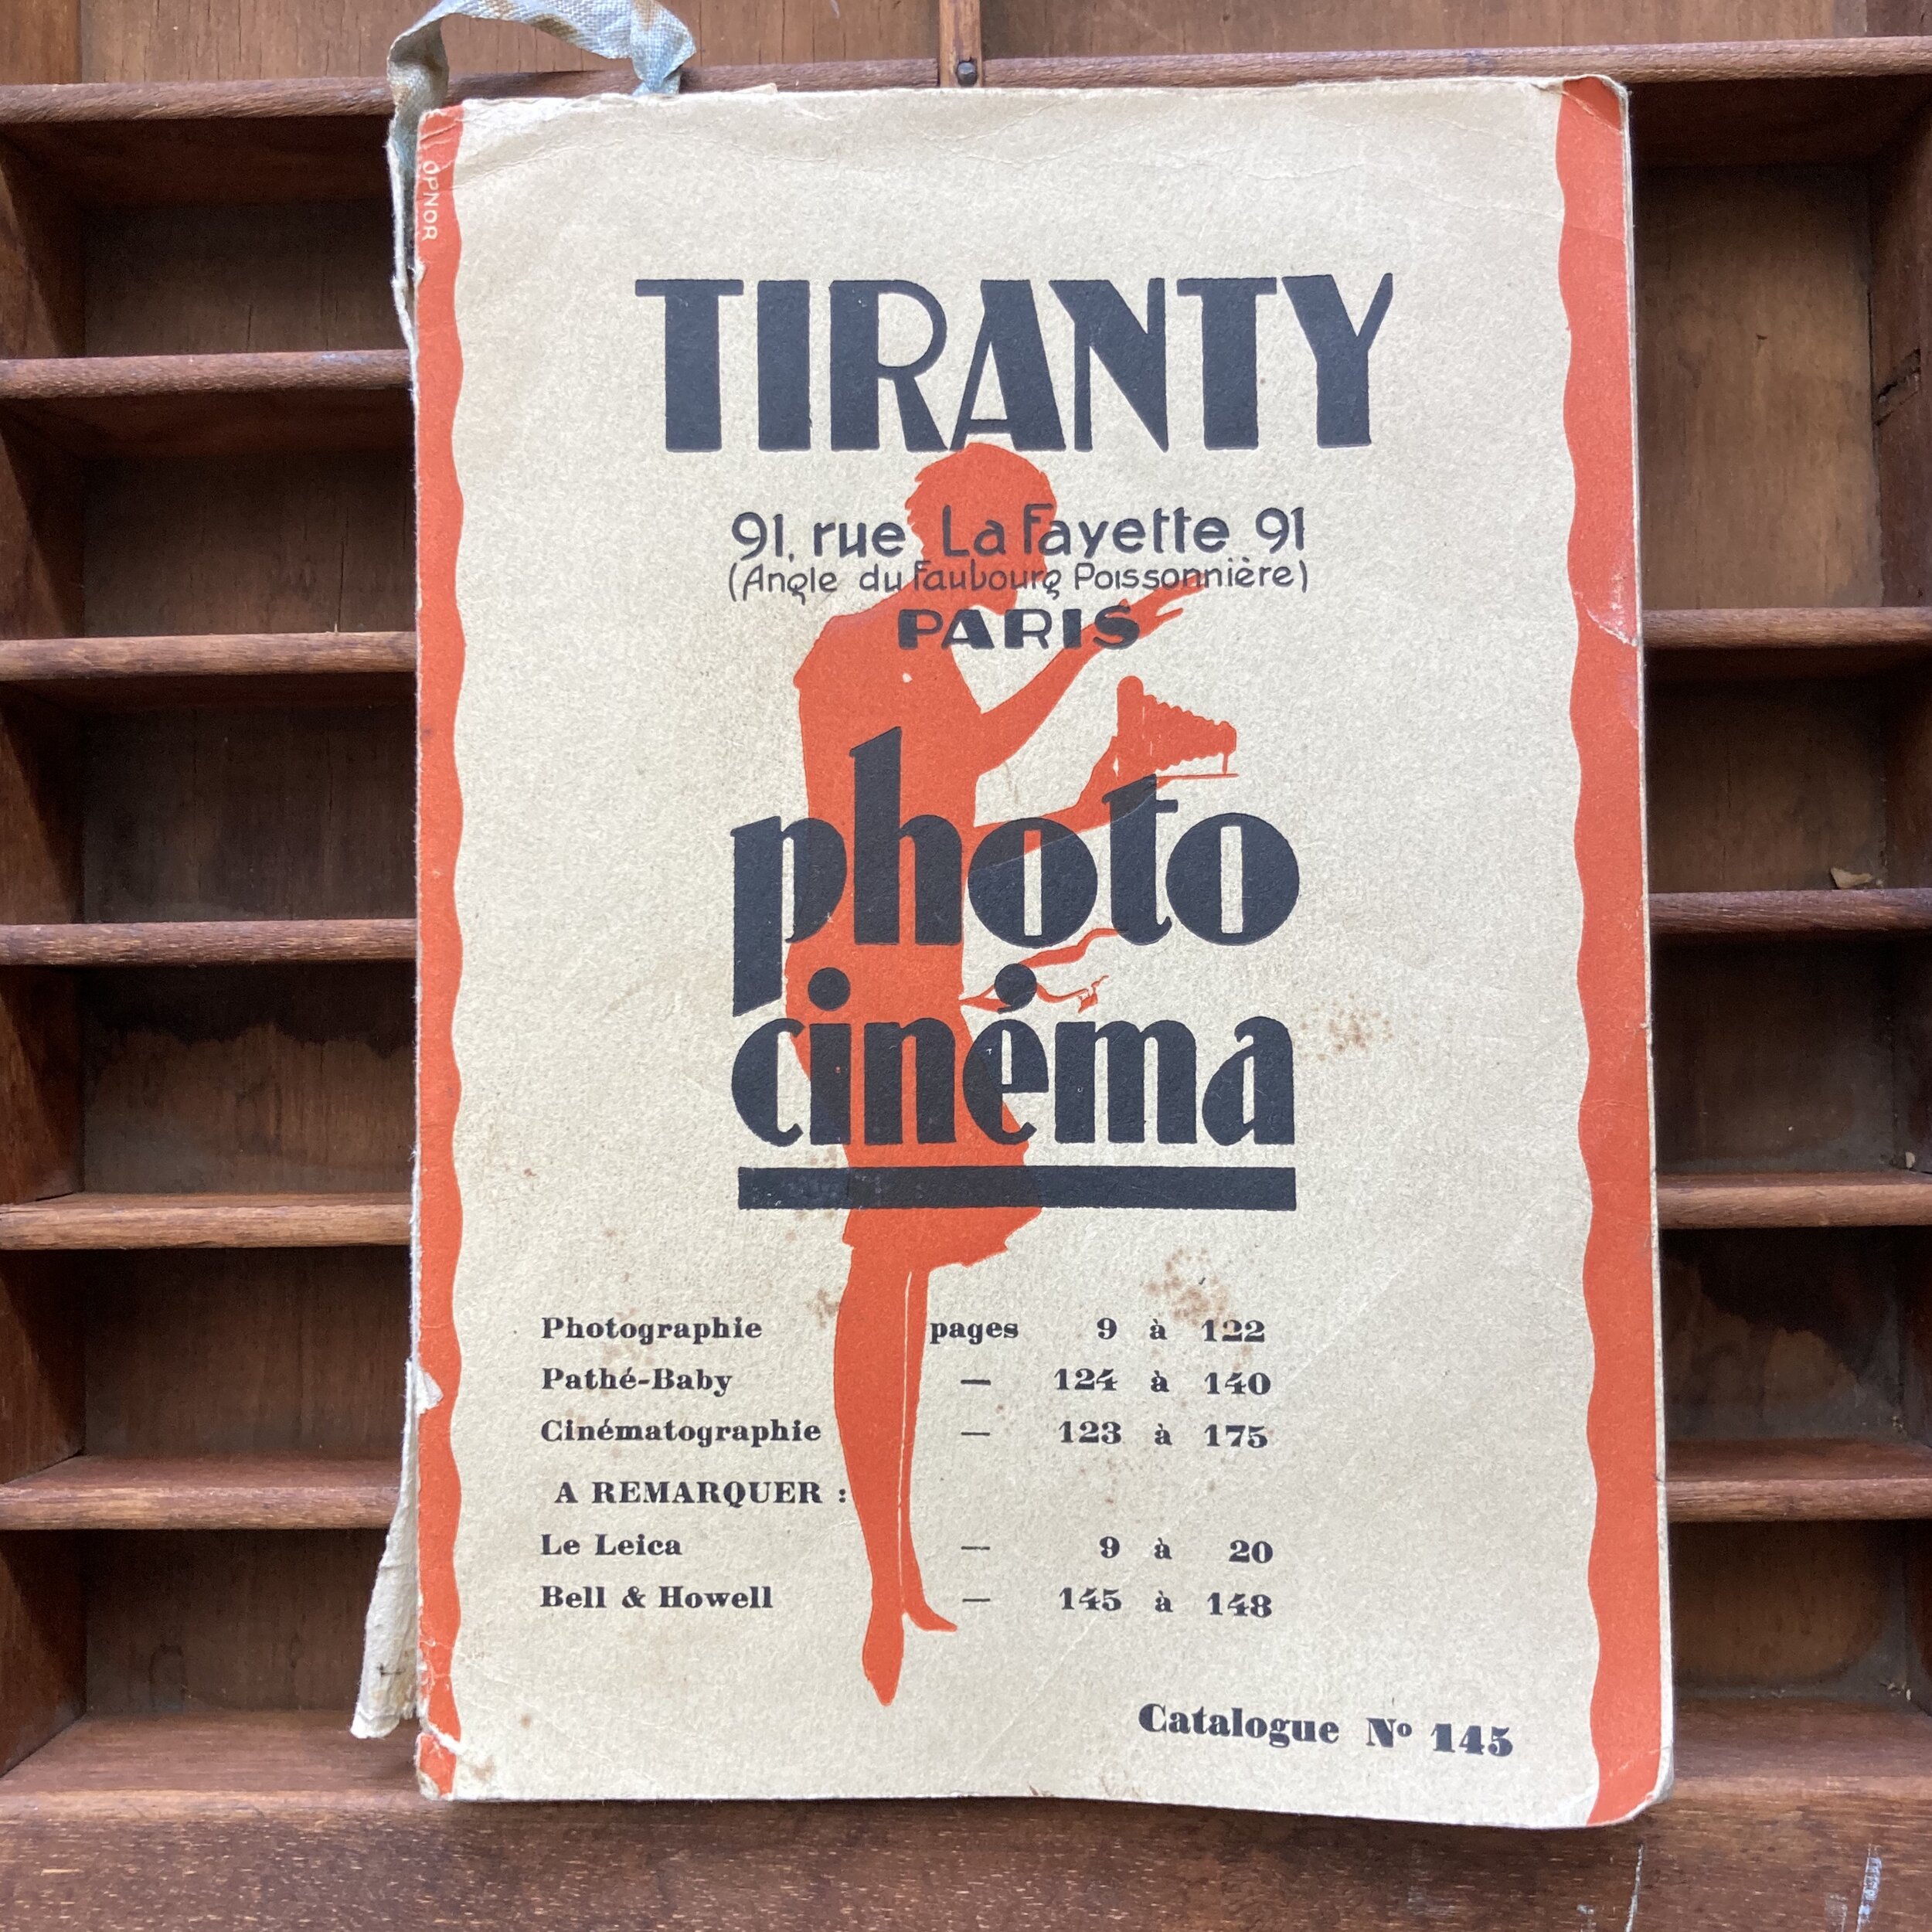 OPNOR
TIRANTY
91, rue La Fayette 91
(Angle du Faubourg Poissonnière)
PARIS
photo
cinéma
Photographie pages 9 à 122
Pathé-Baby — 124 à 140
Cinématographie — 123 à 175
A REMARQUER :
Le Leica — 9 à 20
Bell & Howell — 145 à 148
Catalogue Nº 145